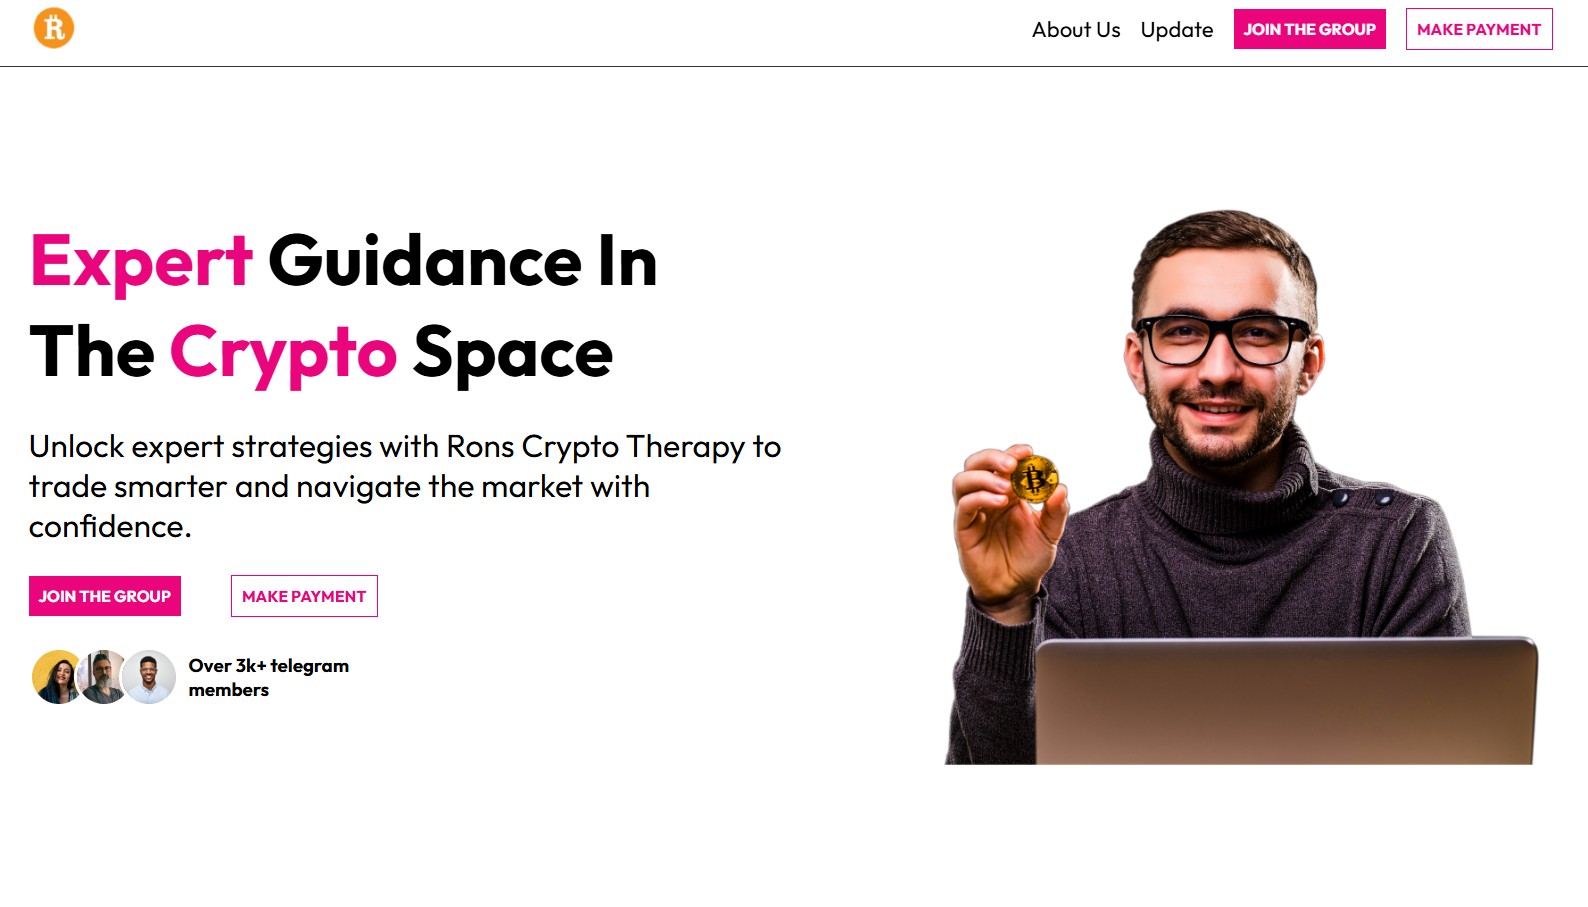 About Us
Update
JOIN THE GROUP
MAKE PAYMENT
Expert Guidance In
The Crypto Space
Unlock expert strategies with Rons Crypto Therapy to
trade smarter and navigate the market with
confidence.
JOIN THE GROUP
MAKE PAYMENT
Over 3k+ telegram
members